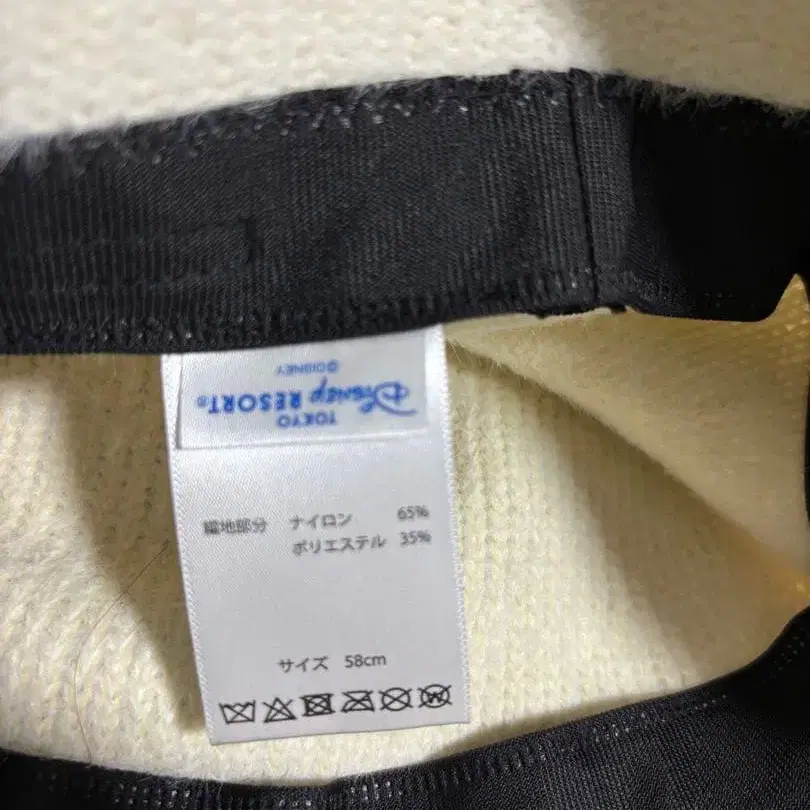 TOKYO
Disney RESORT®
©DISNEY
編地部分 ナイロン 65%
ポリエステル 35%
サイズ 58cm